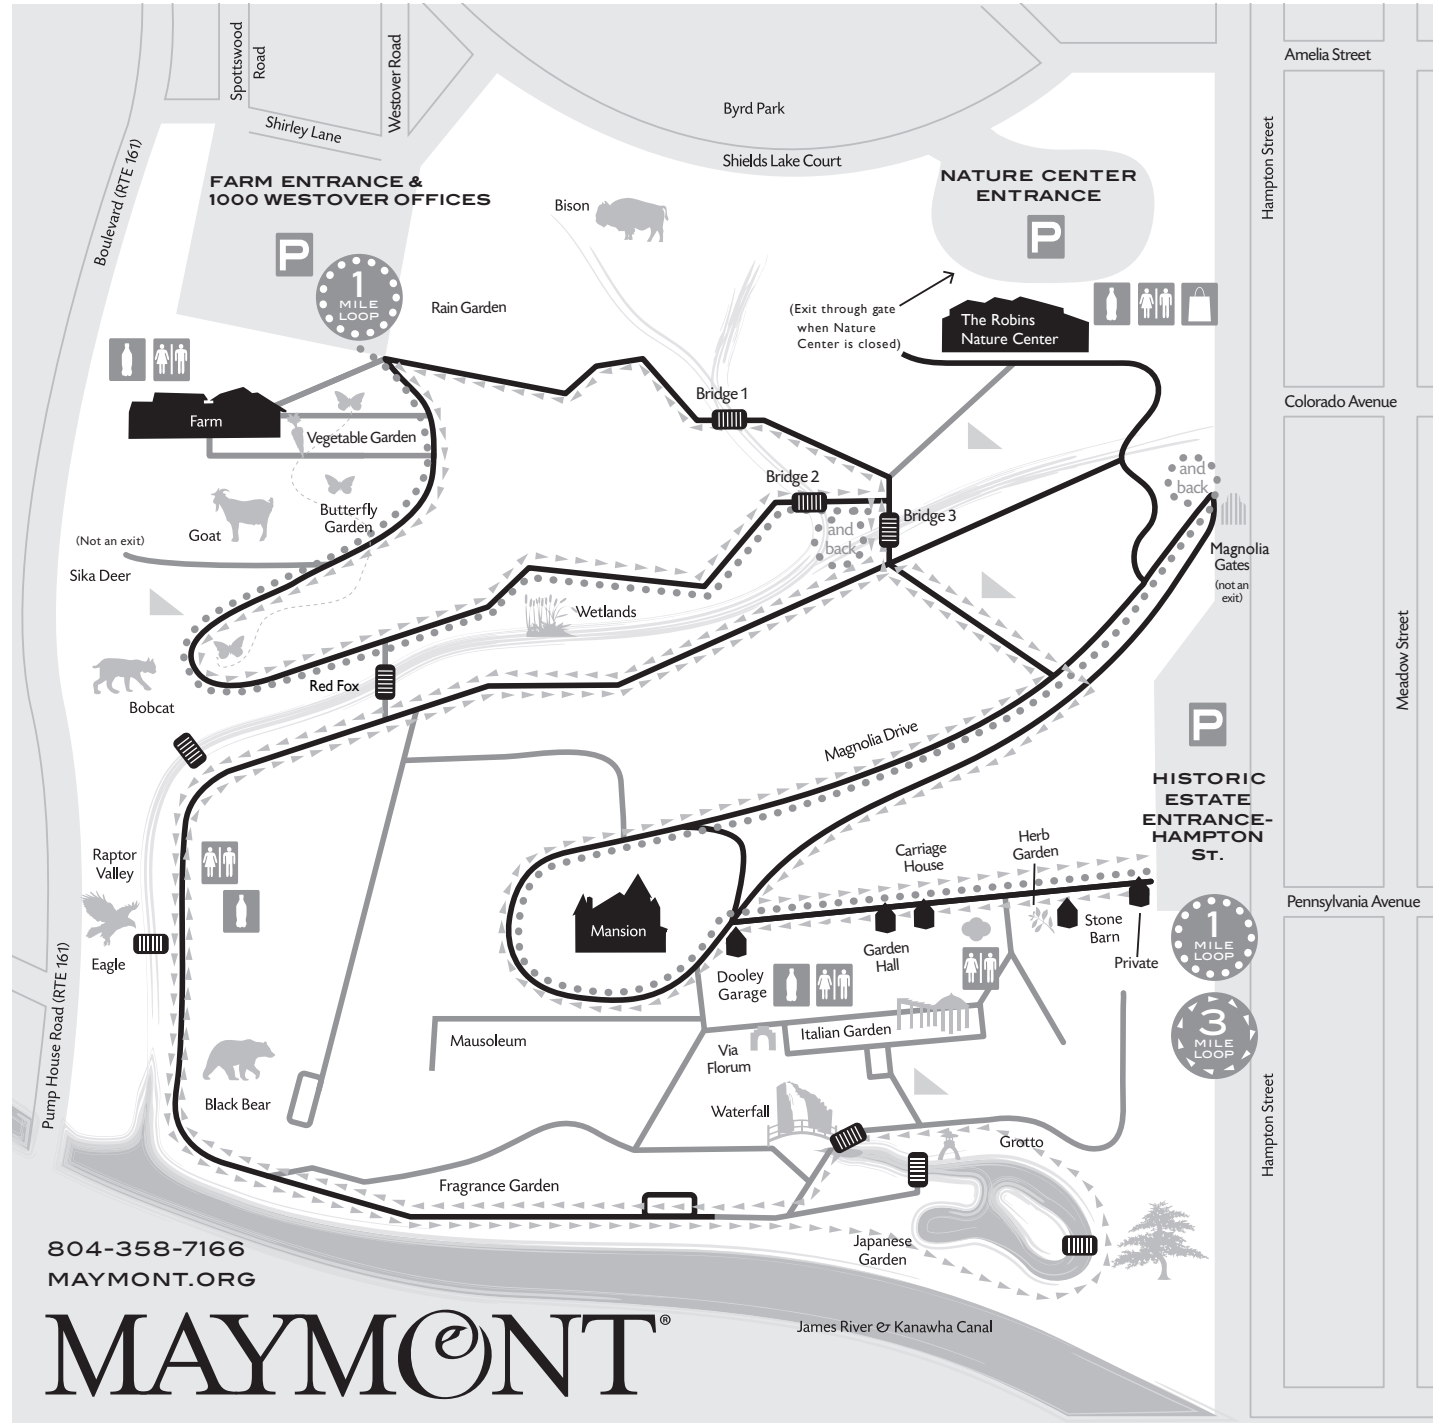 Spottswood
Road
Westover Road
Shirley Lane
Boulevard (RTE 161)
Byrd Park
Shields Lake Court
Amelia Street
Hampton Street
FARM ENTRANCE &
1000 WESTOVER OFFICES
P
1
MILE
LOOP
Rain Garden
Bison
NATURE CENTER
ENTRANCE
P
(Exit through gate
when Nature
Center is closed)
The Robins
Nature Center
Farm
Vegetable Garden
Butterfly
Garden
Goat
(Not an exit)
Sika Deer
Bobcat
Red Fox
Wetlands
Bridge 1
Bridge 2
Bridge 3
and
back
and
back
Magnolia
Gates
(not an
exit)
Colorado Avenue
Meadow Street
P
HISTORIC
ESTATE
ENTRANCE-
HAMPTON
ST.
Magnolia Drive
Raptor
Valley
Eagle
Pump House Road (RTE 161)
Mansion
Carriage
House
Herb
Garden
Garden
Hall
Stone
Barn
Private
Dooley
Garage
Pennsylvania Avenue
1
MILE
LOOP
3
MILE
LOOP
Mausoleum
Italian Garden
Via
Florum
Black Bear
Waterfall
Grotto
Fragrance Garden
Japanese
Garden
Hampton Street
804-358-7166
MAYMONT.ORG
MAYMONT®
James River & Kanawha Canal